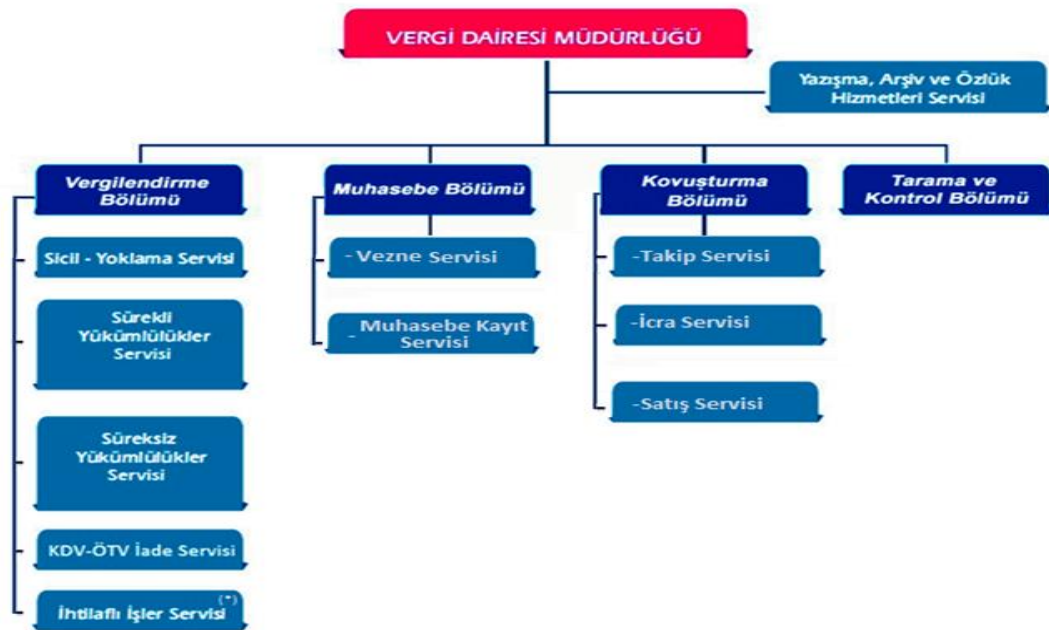 VERGİ DAİRESİ MÜDÜRLÜĞÜ
Yazışma, Arşiv ve Özlük
Hizmetleri Servisi
Vergilendirme
Bölümü
Muhasebe Bölümü
Kovuşturma
Bölümü
Tarama ve
Kontrol Bölümü
Sicil - Yoklama Servisi
Sürekli
Yükümlülükler
Servisi
Süreksiz
Yükümlülükler
Servisi
KDV-ÖTV İade Servisi
(*)
İhtilaflı İşler Servisi
- Vezne Servisi
- Muhasebe Kayıt
Servisi
-Takip Servisi
-İcra Servisi
-Satış Servisi